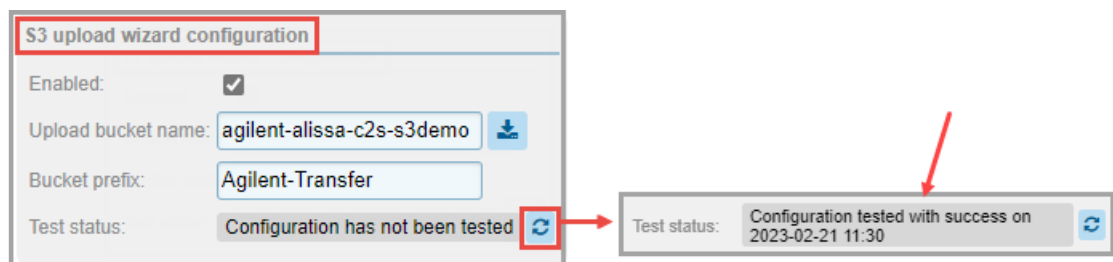 S3 upload wizard configuration
Enabled:
Upload bucket name: agilent-alissa-c2s-s3demo
Bucket prefix: Agilent-Transfer
Test status: Configuration has not been tested
Test status: Configuration tested with success on
2023-02-21 11:30